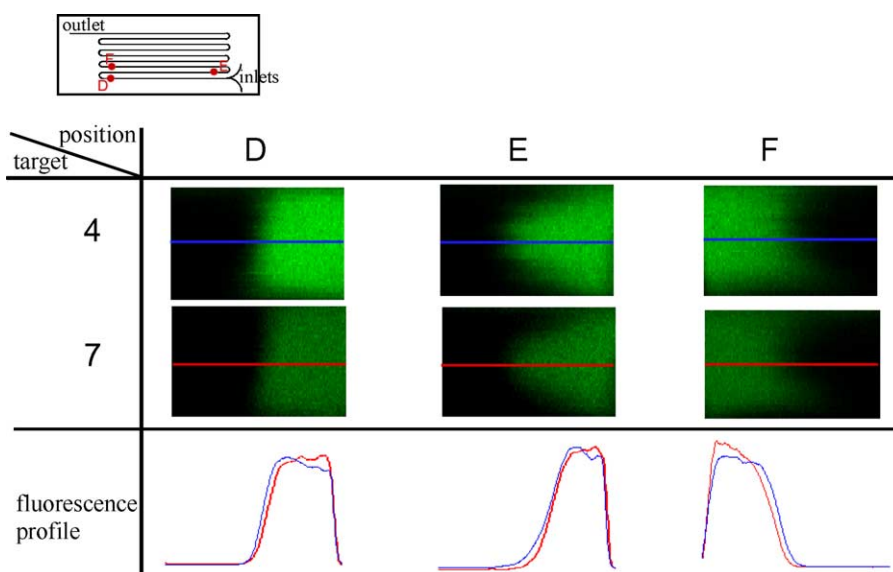 outlet
F
E
inlets
D
position
target
D
E
F
4
7
fluorescence
profile